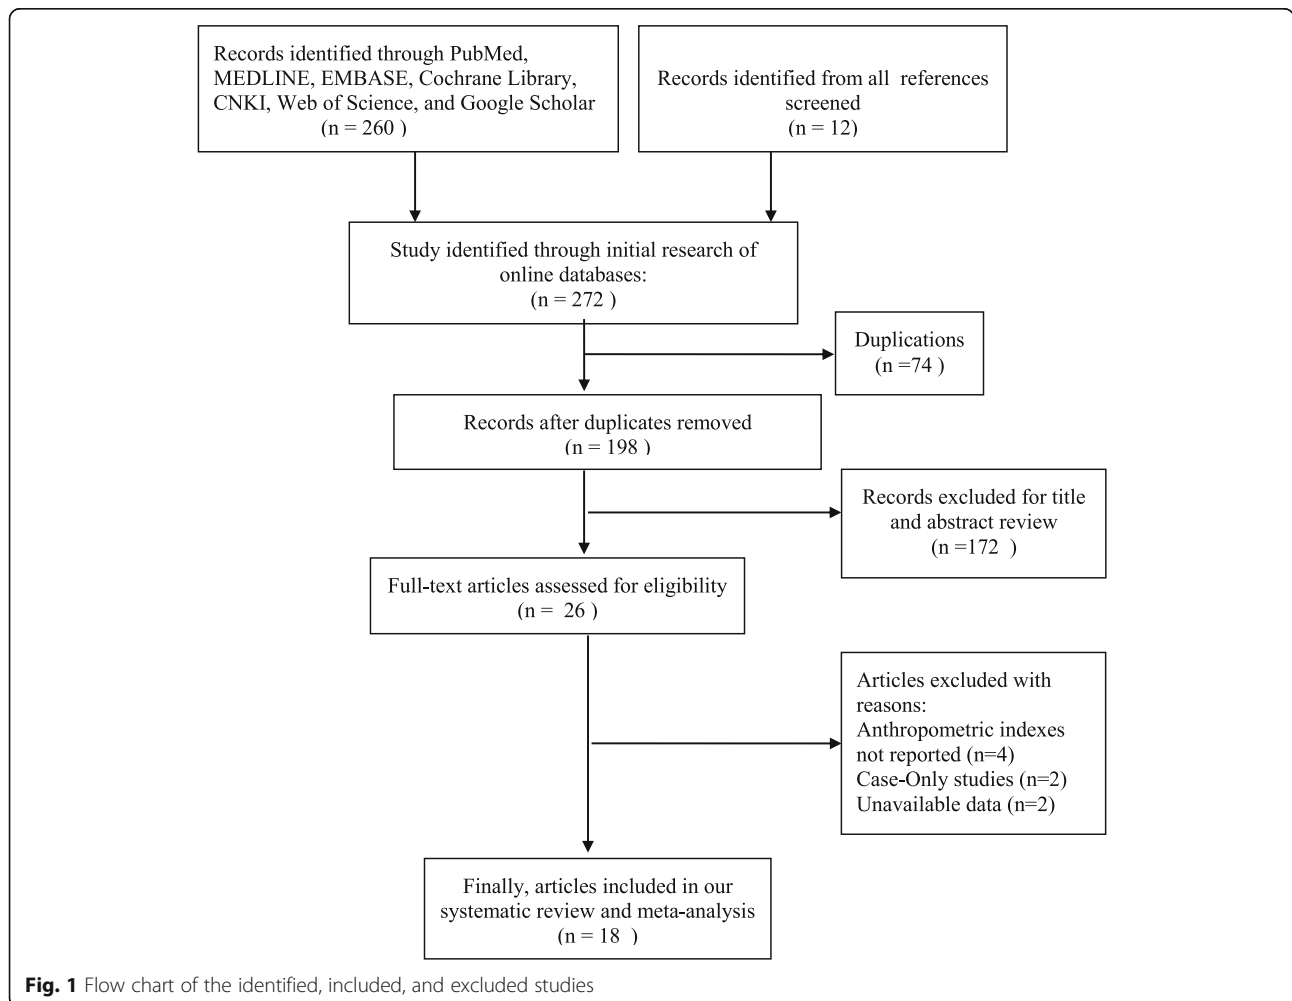 Records identified through PubMed,
MEDLINE, EMBASE, Cochrane Library,
CNKI, Web of Science, and Google Scholar
(n = 260 )
Records identified from all references
screened
(n = 12)
Study identified through initial research of
online databases:
(n = 272 )
Duplications
(n =74 )
Records after duplicates removed
(n = 198 )
Records excluded for title
and abstract review
(n =172 )
Full-text articles assessed for eligibility
(n = 26 )
Articles excluded with
reasons:
Anthropometric indexes
not reported (n=4)
Case-Only studies (n=2)
Unavailable data (n=2)
Finally, articles included in our
systematic review and meta-analysis
(n = 18 )
Fig. 1 Flow chart of the identified, included, and excluded studies